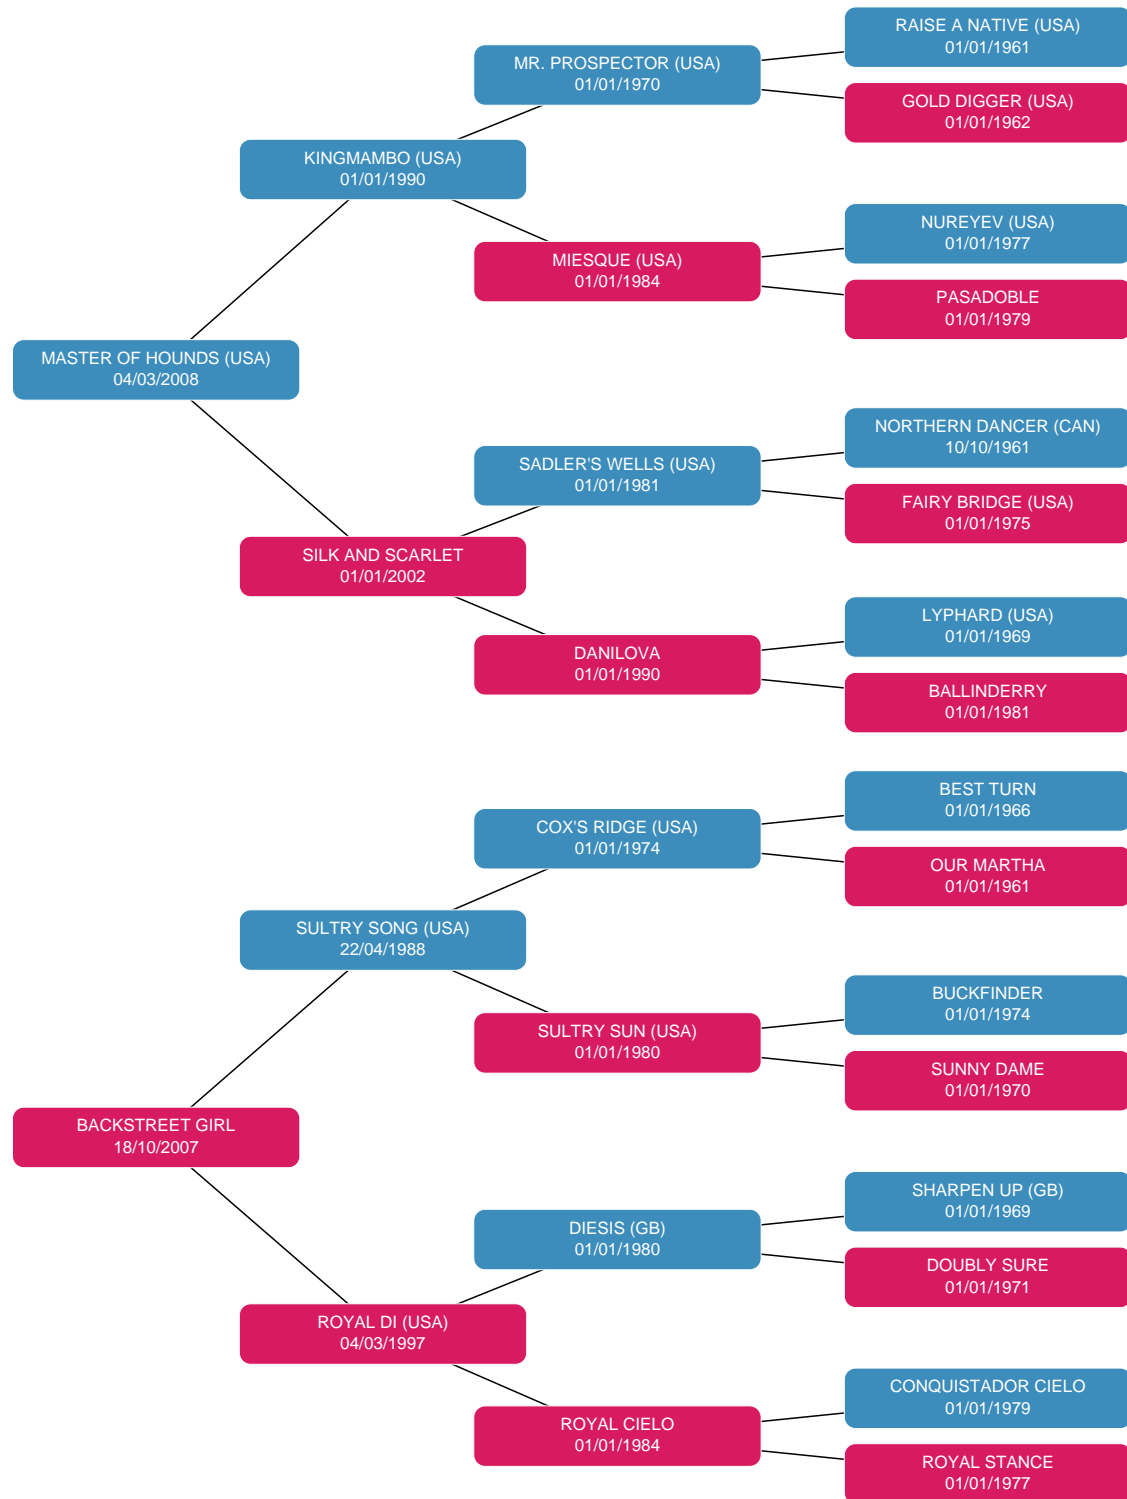 RAISE A NATIVE (USA)
01/01/1961
MR. PROSPECTOR (USA)
01/01/1970
GOLD DIGGER (USA)
01/01/1962
KINGMAMBO (USA)
01/01/1990
NUREYEV (USA)
01/01/1977
MIESQUE (USA)
01/01/1984
PASADOBLE
01/01/1979
MASTER OF HOUNDS (USA)
04/03/2008
NORTHERN DANCER (CAN)
10/10/1961
SADLER'S WELLS (USA)
01/01/1981
FAIRY BRIDGE (USA)
01/01/1975
SILK AND SCARLET
01/01/2002
LYPHARD (USA)
01/01/1969
DANILOVA
01/01/1990
BALLINDERRY
01/01/1981
BEST TURN
01/01/1966
COX'S RIDGE (USA)
01/01/1974
OUR MARTHA
01/01/1961
SULTRY SONG (USA)
22/04/1988
BUCKFINDER
01/01/1974
SULTRY SUN (USA)
01/01/1980
SUNNY DAME
01/01/1970
BACKSTREET GIRL
18/10/2007
SHARPEN UP (GB)
01/01/1969
DIESIS (GB)
01/01/1980
DOUBLY SURE
01/01/1971
ROYAL DI (USA)
04/03/1997
CONQUISTADOR CIELO
01/01/1979
ROYAL CIELO
01/01/1984
ROYAL STANCE
01/01/1977